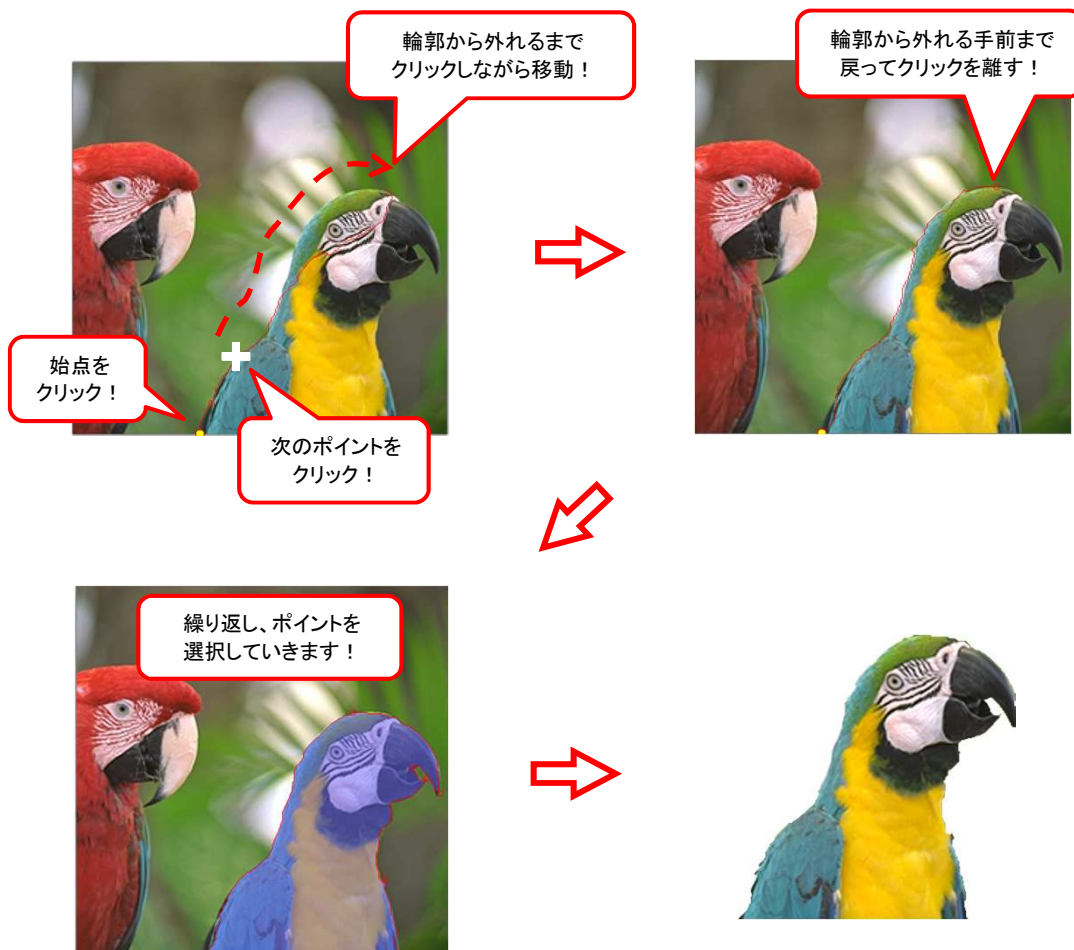 輪郭から外れるまで
クリックしながら移動！
輪郭から外れる手前まで
戻ってクリックを離す！
始点を
クリック！
次のポイントを
クリック！
繰り返し、ポイントを
選択していきます！